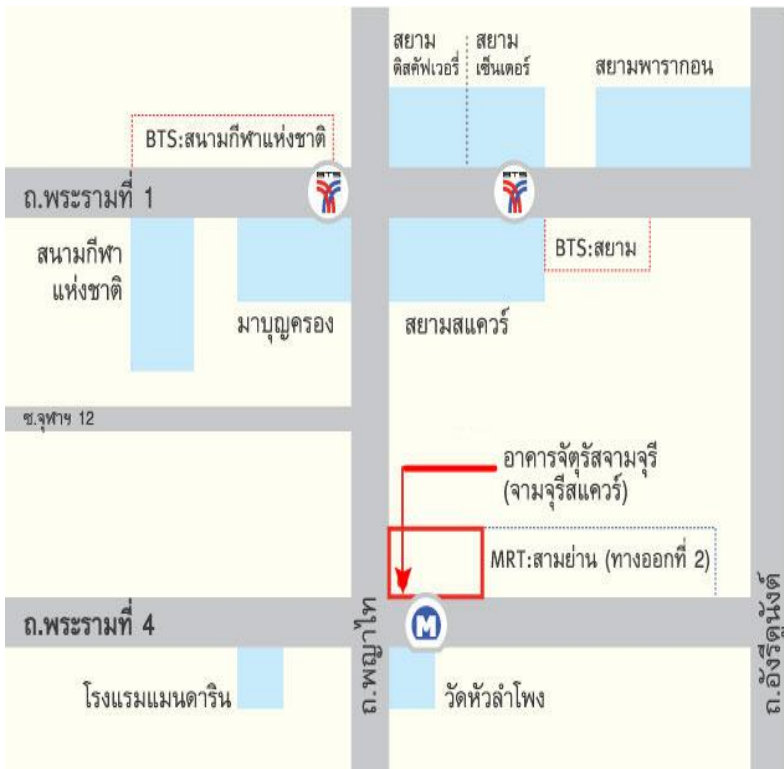 สยาม
ดิสคัฟเวอรี่
สยาม
เซ็นเตอร์
สยามพารากอน
BTS:สนามกีฬาแห่งชาติ
BTS
BTS
ถ.พระรามที่ 1
สนามกีฬา
แห่งชาติ
มาบุญครอง
สยามสแควร์
BTS:สยาม
ซ.จุฬาฯ 12
อาคารจัตุรัสจามจุรี
(จามจุรีสแควร์)
MRT:สามย่าน (ทางออกที่ 2)
ถ.พระรามที่ 4
M
ถ.พญาไท
ถ.อังรีดูนังต์
โรงแรมแมนดาริน
วัดหัวลำโพง